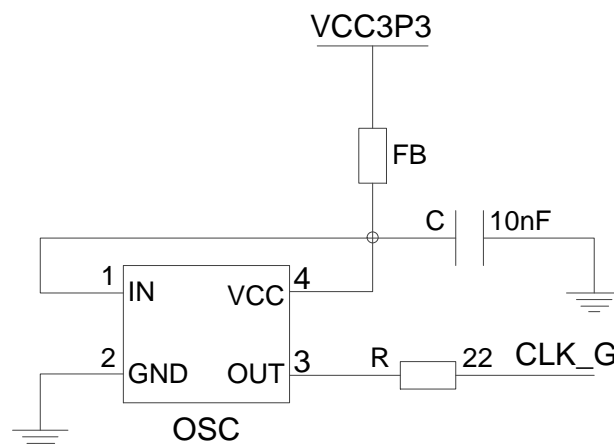 VCC3P3
FB
C 10nF
1 IN VCC 4
2 GND OUT 3 R 22 CLK_G
OSC